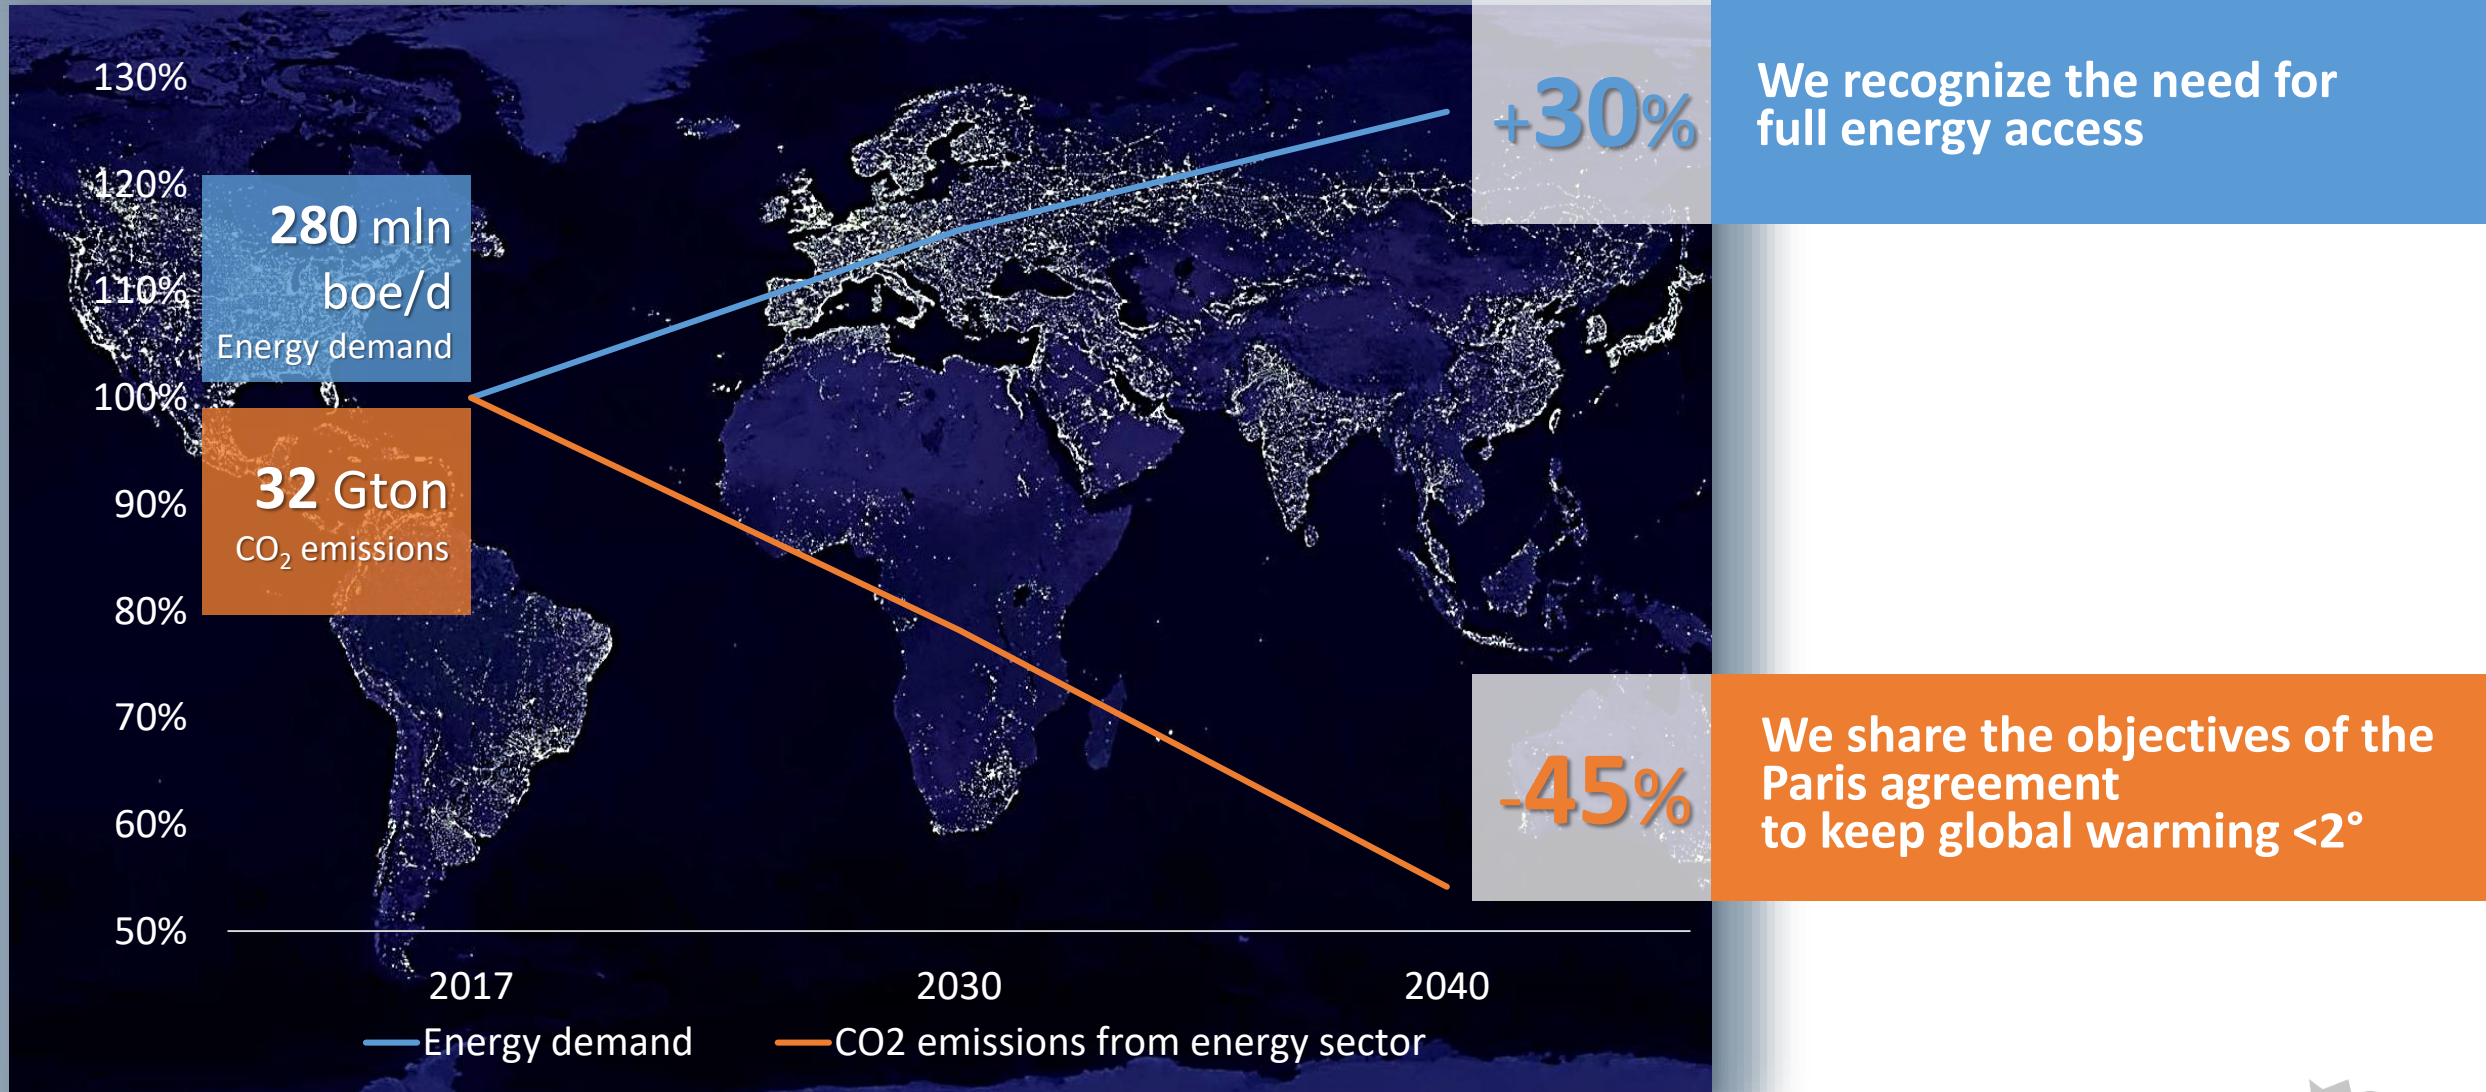 130%
120%
110%
100%
90%
80%
70%
60%
50%
280 mln
boe/d
Energy demand
32 Gton
CO₂ emissions
+30%
We recognize the need for
full energy access
-45%
We share the objectives of the
Paris agreement
to keep global warming <2°
2017
2030
2040
Energy demand
CO2 emissions from energy sector